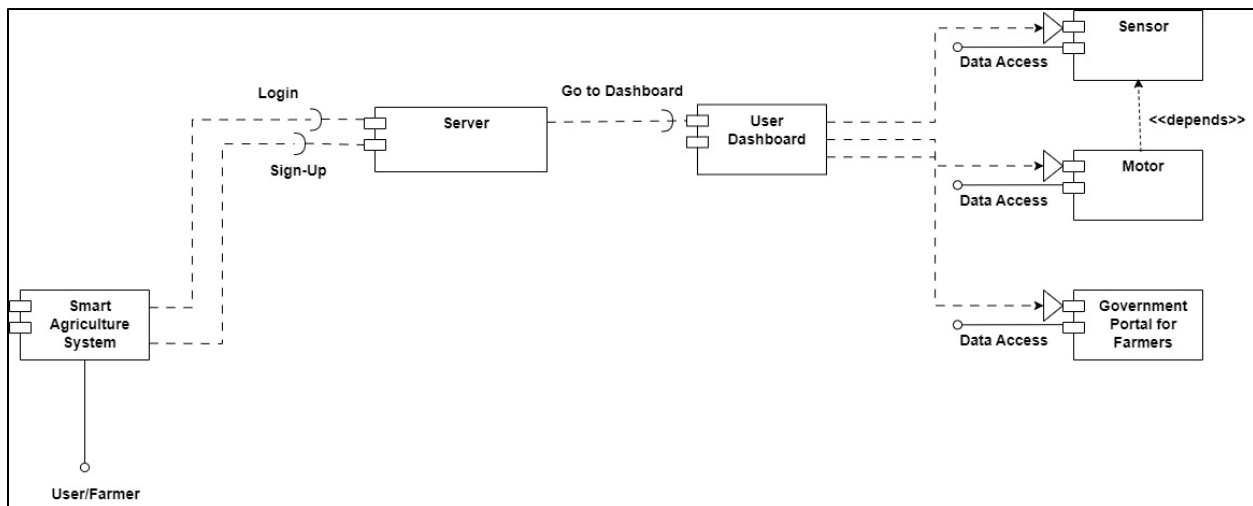 Sensor
Data Access
Login
Go to Dashboard
Server
User
Dashboard
<<depends>>
Sign-Up
Motor
Data Access
Smart
Agriculture
System
Government
Portal for
Farmers
Data Access
User/Farmer